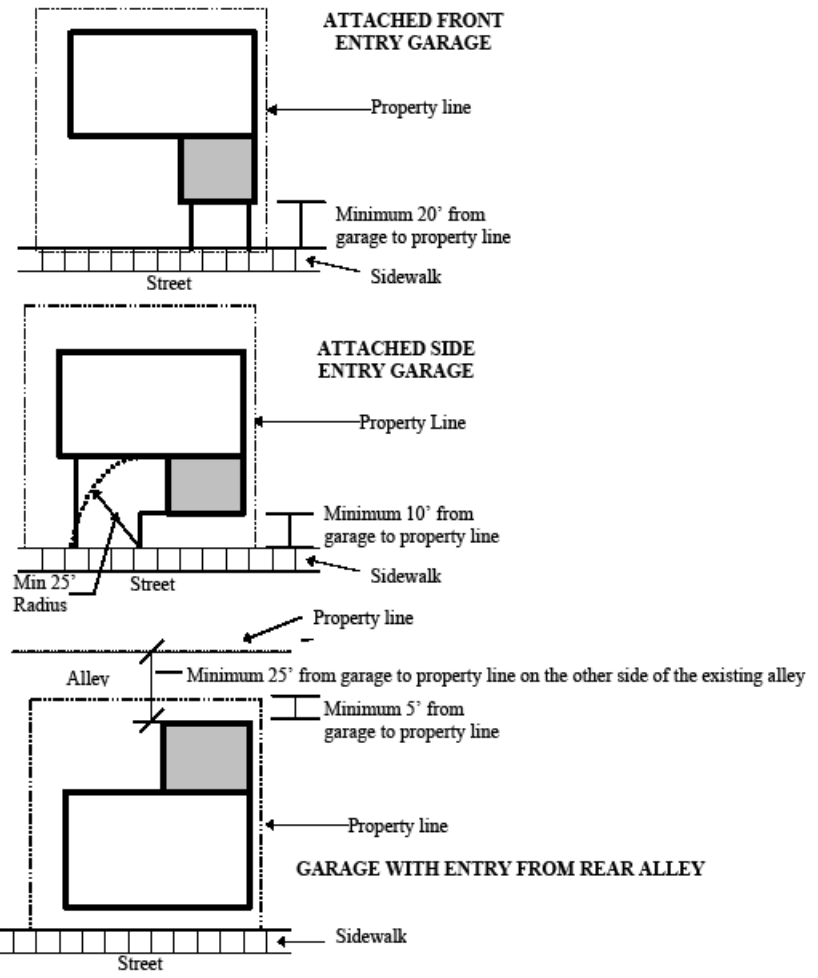 ATTACHED FRONT
ENTRY GARAGE
Property line
Minimum 20’ from
garage to property line
Sidewalk
Street
ATTACHED SIDE
ENTRY GARAGE
Property Line
Minimum 10’ from
garage to property line
Sidewalk
Min 25’
Radius
Street
Property line
Alley
Minimum 25’ from garage to property line on the other side of the existing alley
Minimum 5’ from
garage to property line
Property line
GARAGE WITH ENTRY FROM REAR ALLEY
Sidewalk
Street